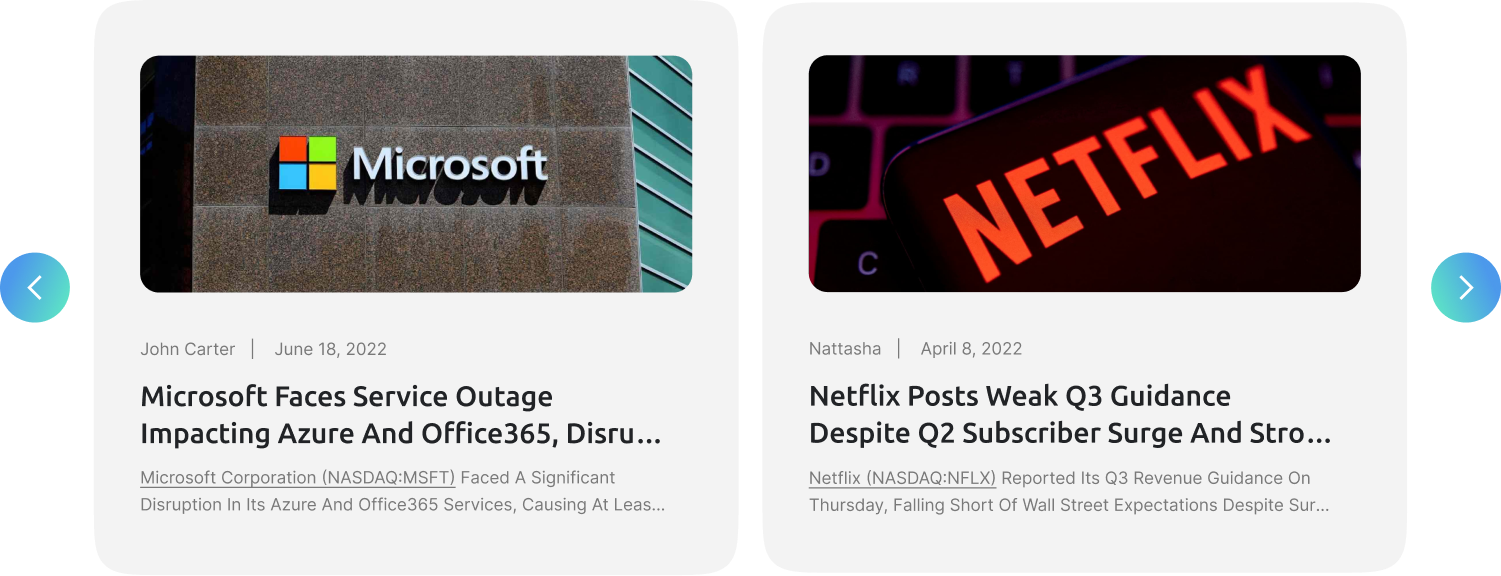 Microsoft
John Carter | June 18, 2022
Microsoft Faces Service Outage
Impacting Azure And Office365, Disru...
Microsoft Corporation (NASDAQ:MSFT) Faced A Significant
Disruption In Its Azure And Office365 Services, Causing At Leas...
NETFLIX
D
C
Nattasha | April 8, 2022
Netflix Posts Weak Q3 Guidance
Despite Q2 Subscriber Surge And Stro...
Netflix (NASDAQ:NFLX) Reported Its Q3 Revenue Guidance On
Thursday, Falling Short Of Wall Street Expectations Despite Sur...